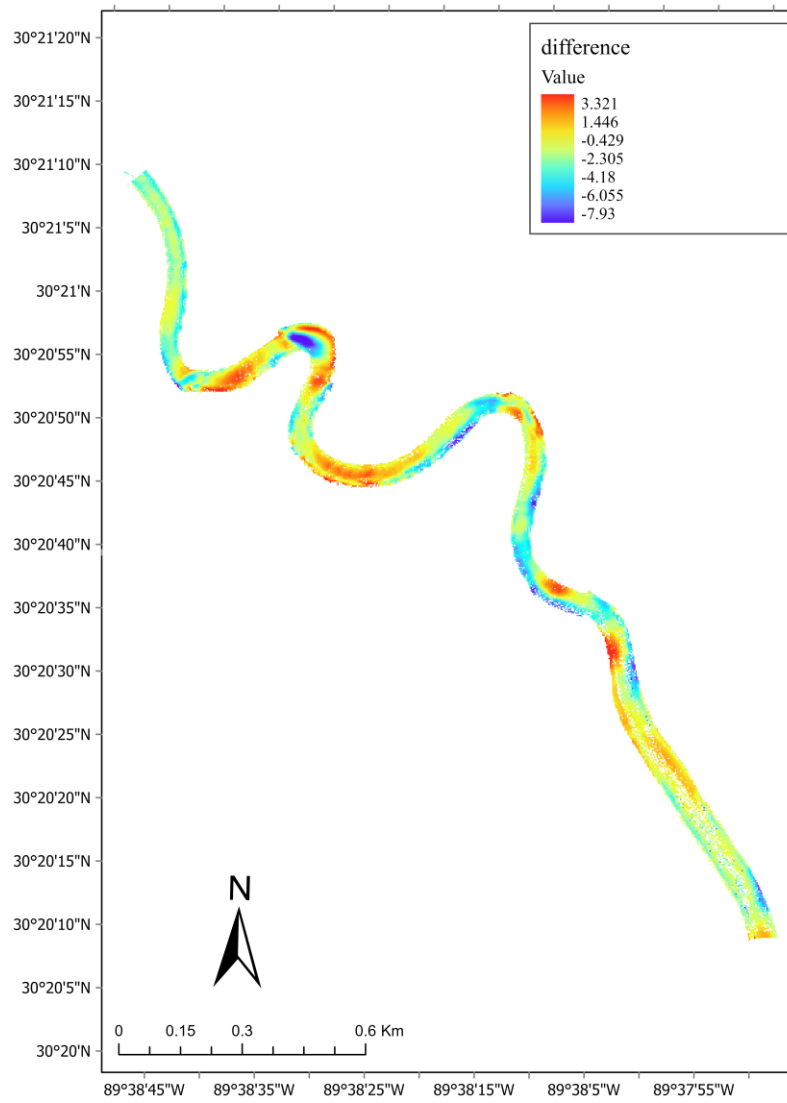 30°21'20"N
difference
Value
3.321
1.446
-0.429
-2.305
-4.18
-6.055
-7.93
30°21'15"N
30°21'10"N
30°21'5"N
30°21'N
30°20'55"N
30°20'50"N
30°20'45"N
30°20'40"N
30°20'35"N
30°20'30"N
30°20'25"N
30°20'20"N
30°20'15"N
30°20'10"N
30°20'5"N
30°20'N
N
0 0.15 0.3 0.6 Km
89°38'45"W 89°38'35"W 89°38'25"W 89°38'15"W 89°38'5"W 89°37'55"W